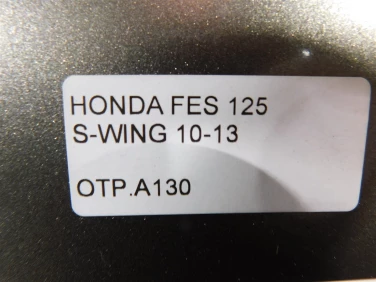 HONDA FES 125
S-WING 10-13
OTP.A130